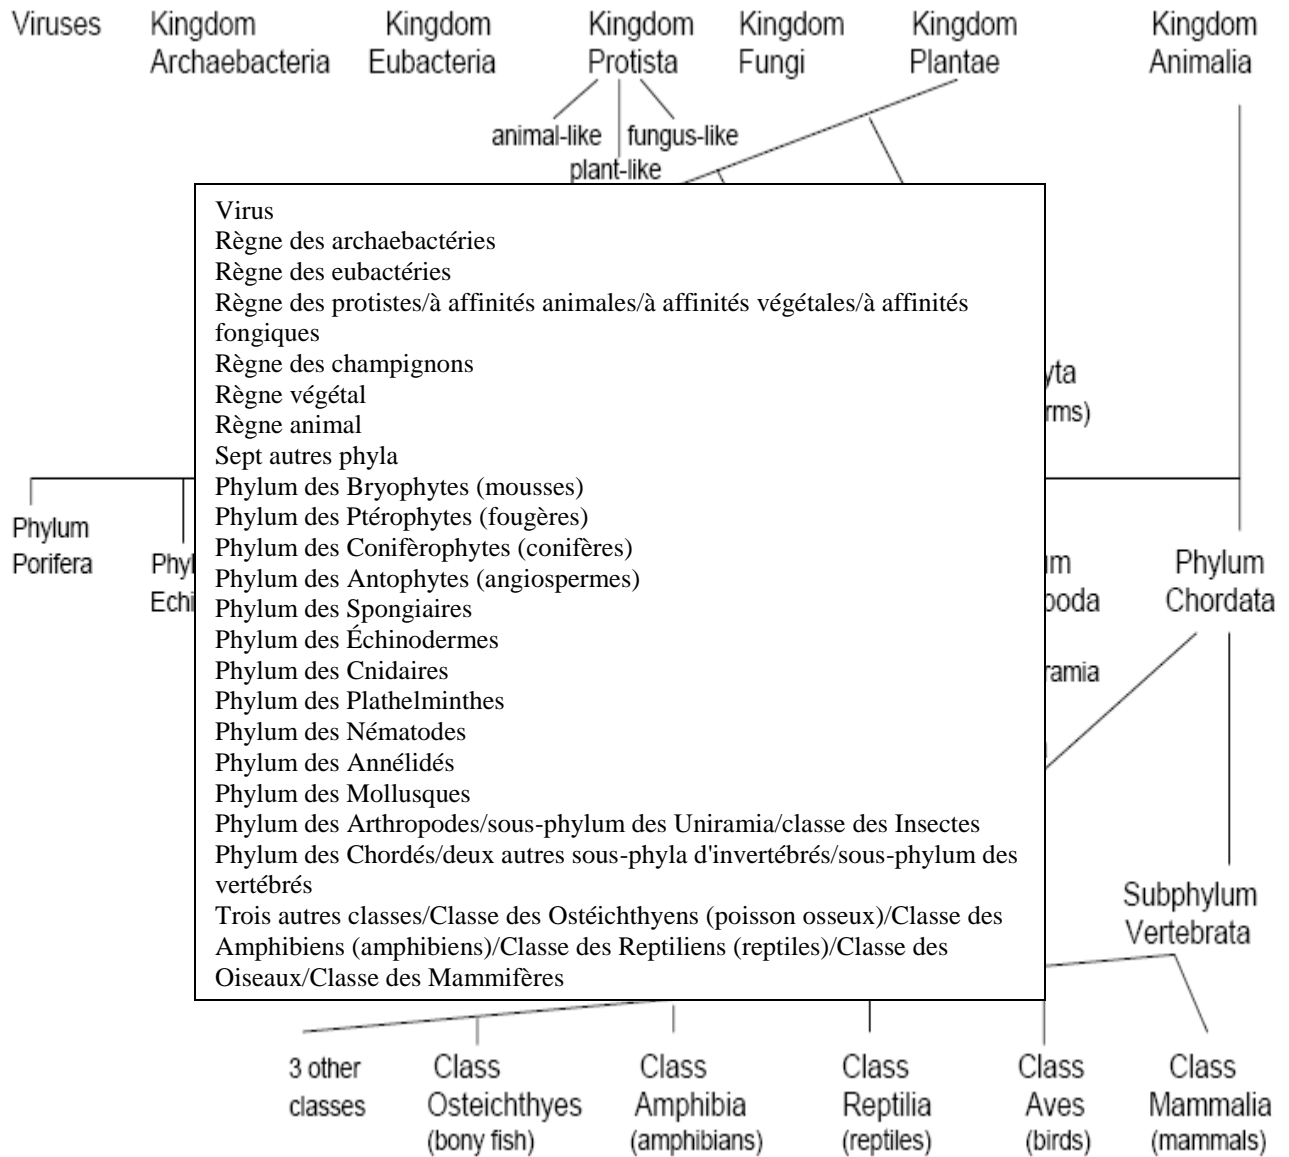 Viruses
Kingdom
Archaebacteria
Kingdom
Eubacteria
Kingdom
Protista
Kingdom
Fungi
Kingdom
Plantae
Kingdom
Animalia
animal-like
fungus-like
plant-like
Virus
Règne des archaebactéries
Règne des eubactéries
Règne des protistes/à affinités animales/à affinités végétales/à affinités
fongiques
Règne des champignons
Règne végétal
Règne animal
Sept autres phyla
Phylum des Bryophytes (mousses)
Phylum des Ptérophytes (fougères)
Phylum des Conifèrophytes (conifères)
Phylum des Antophytes (angiospermes)
Phylum des Spongiaires
Phylum des Échinodermes
Phylum des Cnidaires
Phylum des Plathelminthes
Phylum des Nématodes
Phylum des Annélidés
Phylum des Mollusques
Phylum des Arthropodes/sous-phylum des Uniramia/classe des Insectes
Phylum des Chordés/deux autres sous-phyla d'invertébrés/sous-phylum des
vertébrés
Trois autres classes/Classe des Ostéichthyens (poisson osseux)/Classe des
Amphibiens (amphibiens)/Classe des Reptiliens (reptiles)/Classe des
Oiseaux/Classe des Mammifères
yta
rms)
Phylum
Porifera
Phyl
Echi
um
poda
ramia
Phylum
Chordata
Subphylum
Vertebrata
3 other
classes
Class
Osteichthyes
(bony fish)
Class
Amphibia
(amphibians)
Class
Reptilia
(reptiles)
Class
Aves
(birds)
Class
Mammalia
(mammals)